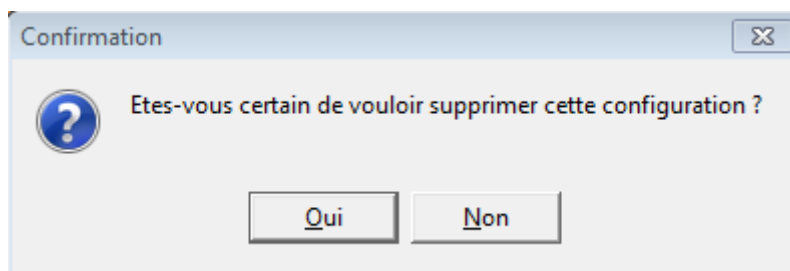 Confirmation
Etes-vous certain de vouloir supprimer cette configuration ?
Oui Non